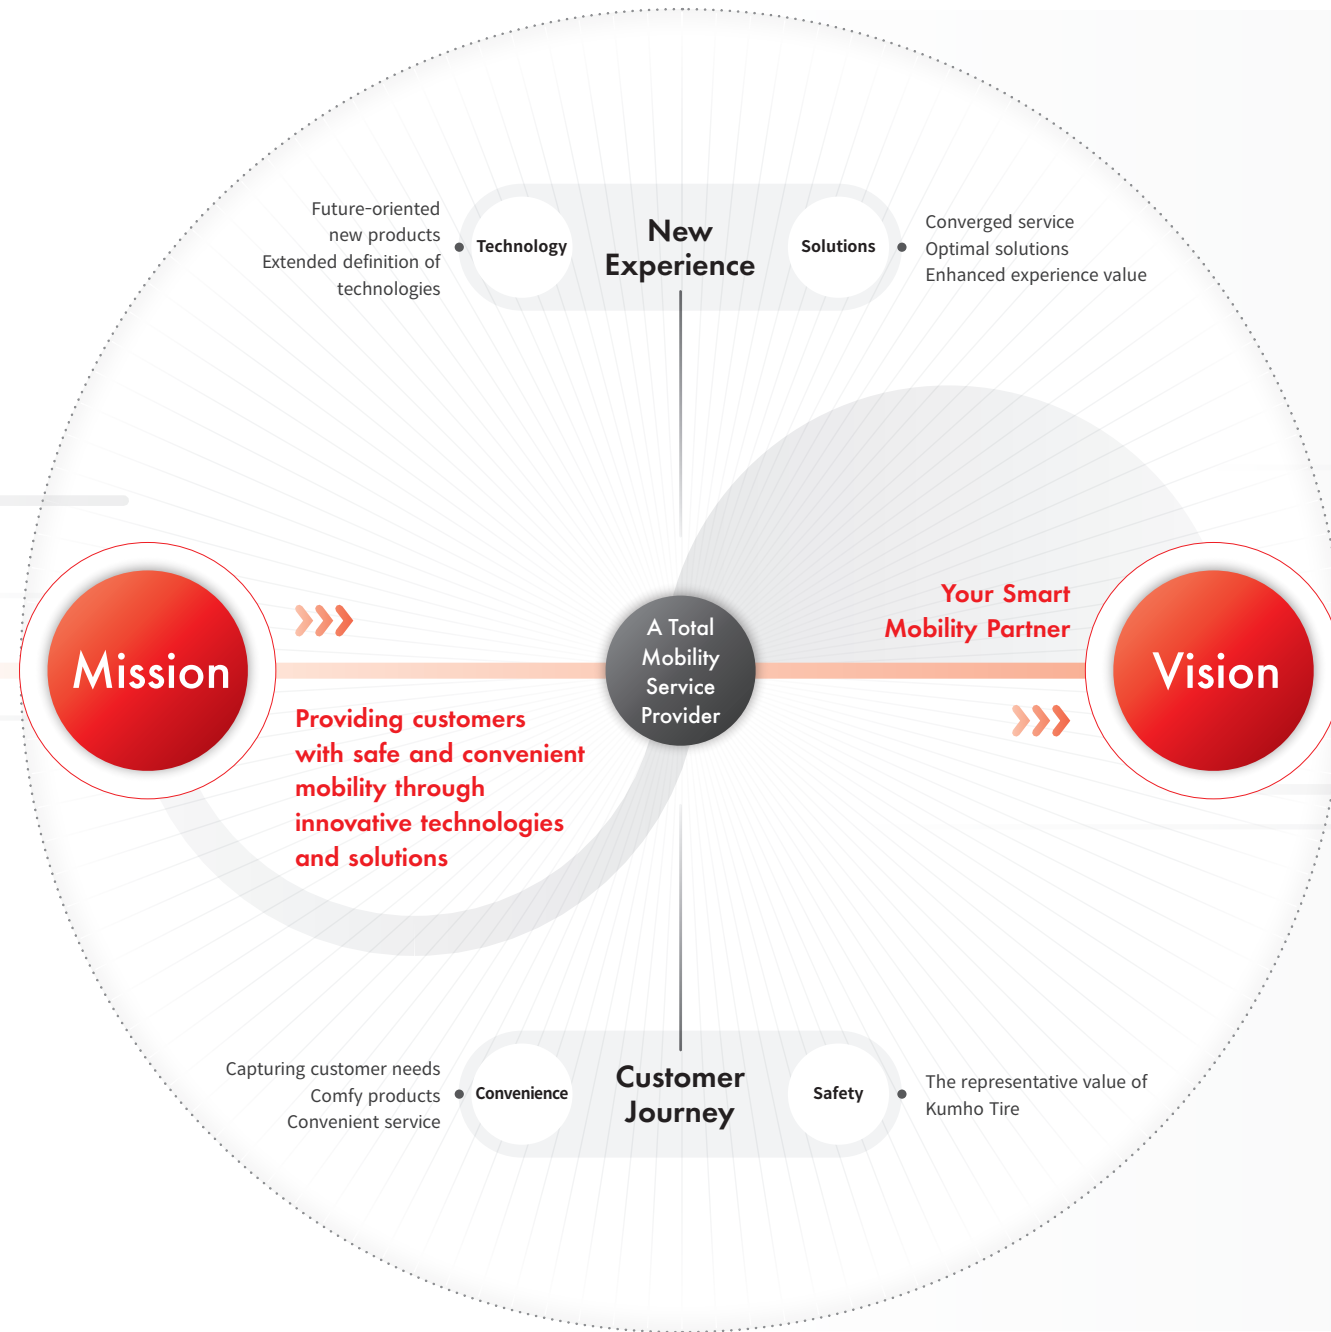 New
Experience
Technology
Future-oriented
new products
Extended definition of
technologies
Solutions
Converged service
Optimal solutions
Enhanced experience value
Mission
Providing customers
with safe and convenient
mobility through
innovative technologies
and solutions
A Total
Mobility
Service
Provider
Your Smart
Mobility Partner
Vision
Customer
Journey
Convenience
Capturing customer needs
Comfy products
Convenient service
Safety
The representative value of
Kumho Tire